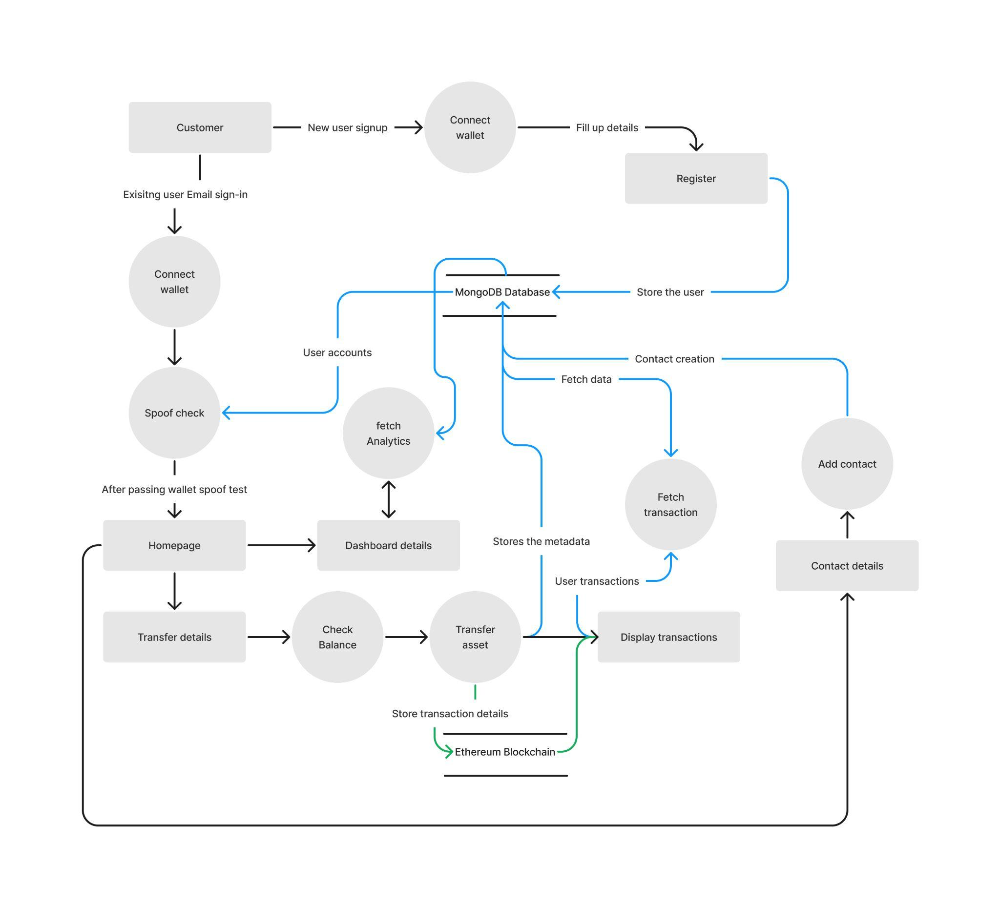 Customer
New user signup
Connect
wallet
Fill up details
Register
Exisitng user Email sign-in
Connect
wallet
MongoDB Database
Store the user
User accounts
Contact creation
Fetch data
Spoof check
fetch
Analytics
Add contact
After passing wallet spoof test
Fetch
transaction
Homepage
Dashboard details
Stores the metadata
Contact details
User transactions
Transfer details
Check
Balance
Transfer
asset
Display transactions
Store transaction details
Ethereum Blockchain